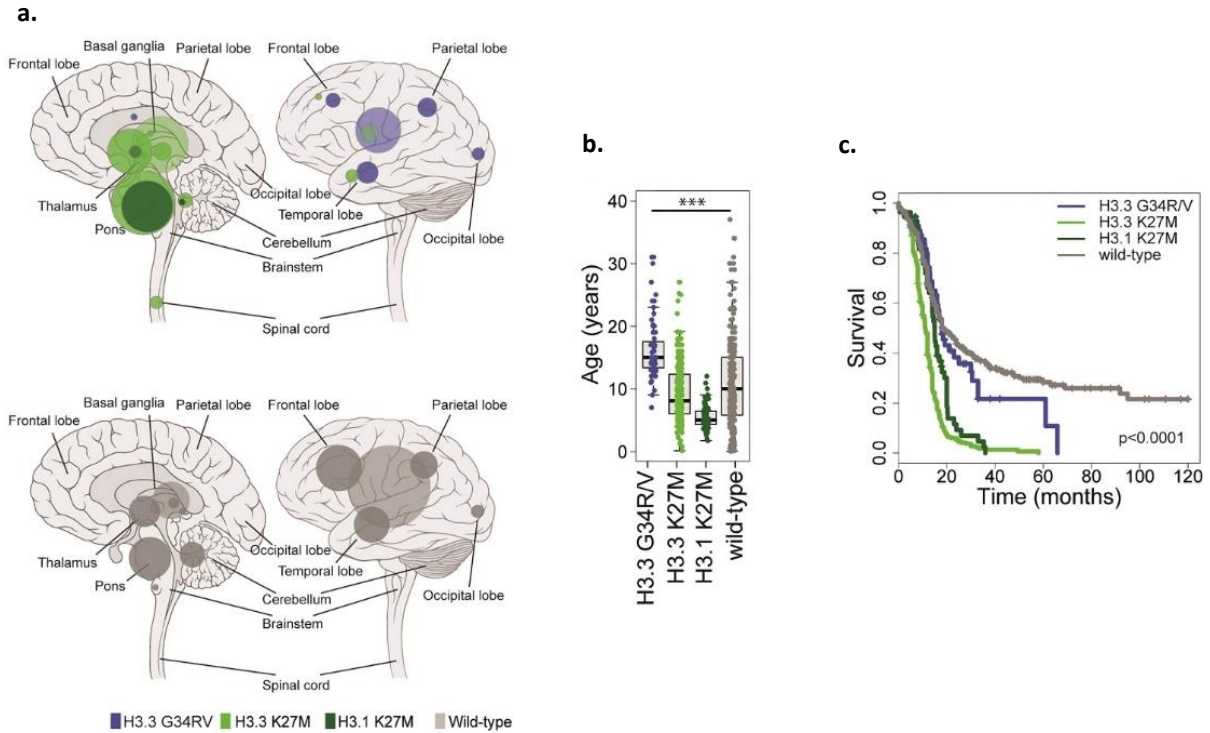 a.
Basal ganglia
Parietal lobe
Frontal lobe
Thalamus
Pons
Occipital lobe
Cerebellum
Brainstem
Spinal cord
Frontal lobe
Parietal lobe
Temporal lobe
Occipital lobe
Basal ganglia
Parietal lobe
Frontal lobe
Thalamus
Pons
Occipital lobe
Cerebellum
Brainstem
Spinal cord
Frontal lobe
Parietal lobe
Temporal lobe
Occipital lobe
H3.3 G34RV H3.3 K27M H3.1 K27M Wild-type
b.
***
Age (years)
40
30
20
10
0
H3.3 G34R/V
H3.3 K27M
H3.1 K27M
wild-type
c.
H3.3 G34R/V
H3.3 K27M
H3.1 K27M
wild-type
Survival
1.0
0.8
0.6
0.4
0.2
0.0
p<0.0001
0 20 40 60 80 100 120
Time (months)